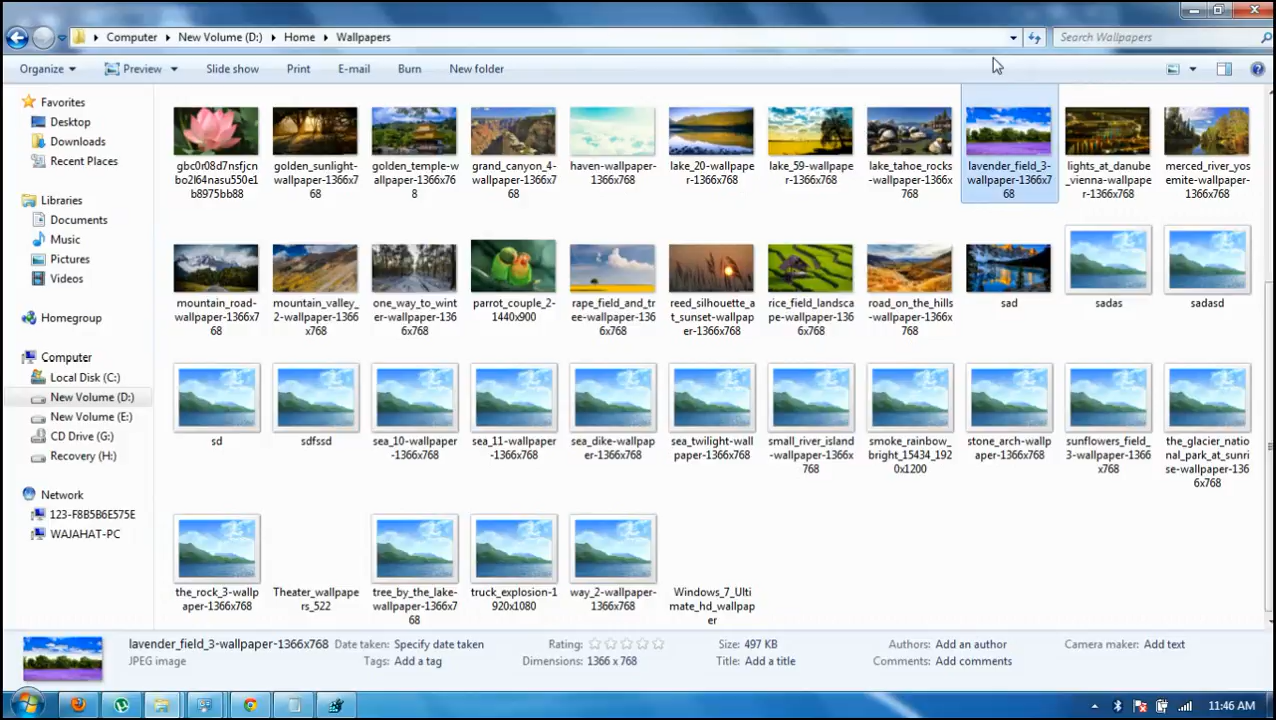 Computer New Volume (D:) Home Wallpapers Search Wallpapers
Organize Preview Slide show Print E-mail Burn New folder
Favorites
Desktop
Downloads
Recent Places
Libraries
Documents
Music
Pictures
Videos
Homegroup
Computer
Local Disk (C:)
New Volume (D:)
New Volume (E:)
CD Drive (G:)
Recovery (H:)
Network
123-F8B5B6E575E
WAJAHAT-PC
gbc0r08d7nsfjcn
bo2l64nasu550e1
b8975bb88
golden_sunlight-
wallpaper-1366x7
68
golden_temple-w
allpaper-1366x76
8
grand_canyon_4-
wallpaper-1366x7
68
haven-wallpaper-
1366x768
lake_20-wallpape
r-1366x768
lake_59-wallpape
r-1366x768
lake_tahoe_rocks
-wallpaper-1366x
768
lavender_field_3-
wallpaper-1366x7
68
lights_at_danube
_vienna-wallpape
r-1366x768
merced_river_yos
emite-wallpaper-
1366x768
mountain_road-
wallpaper-1366x7
68
mountain_valley_
2-wallpaper-1366
x768
one_way_to_wint
er-wallpaper-136
6x768
parrot_couple_2-
1440x900
rape_field_and_tr
ee-wallpaper-136
6x768
reed_silhouette_a
t_sunset-wallpap
er-1366x768
rice_field_landsca
pe-wallpaper-136
6x768
road_on_the_hills
-wallpaper-1366x
768
sad
sadas
sadasd
sd
sdfssd
sea_10-wallpaper
-1366x768
sea_11-wallpaper
-1366x768
sea_dike-wallpap
er-1366x768
sea_twilight-wall
paper-1366x768
small_river_island
-wallpaper-1366x
768
smoke_rainbow_
bright_15434_192
0x1200
stone_arch-wallp
aper-1366x768
sunflowers_field_
3-wallpaper-1366
x768
the_glacier_natio
nal_park_at_sunri
se-wallpaper-136
6x768
the_rock_3-wallp
aper-1366x768
Theater_wallpape
rs_522
tree_by_the_lake-
wallpaper-1366x7
68
truck_explosion-1
920x1080
way_2-wallpaper-
1366x768
Windows_7_Ulti
mate_hd_wallpap
er
lavender_field_3-wallpaper-1366x768 Date taken: Specify date taken Rating: Size: 497 KB Authors: Add an author Camera maker: Add text
JPEG image Tags: Add a tag Dimensions: 1366 x 768 Title: Add a title Comments: Add comments
11:46 AM